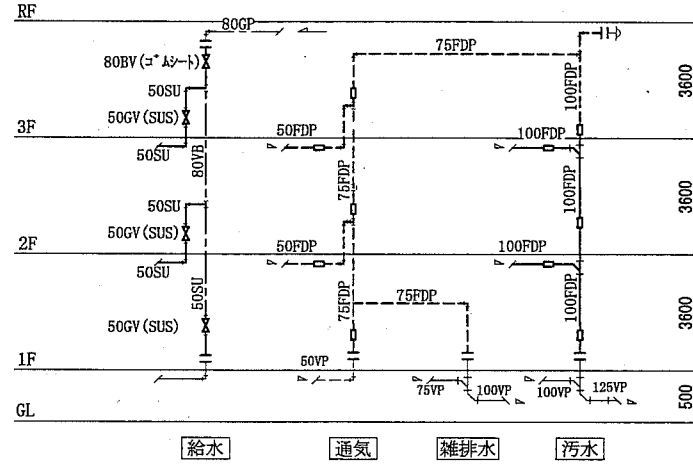 RF
80GP
75FDP
80BV(ゴムシート)
50SU
100FDP
3600
50GV(SUS)
3F
50FDP
100FDP
50SU
80VB
75FDP
100FDP
3600
50SU
50GV(SUS)
2F
50FDP
100FDP
50SU
50SU
75FDP
75FDP
100FDP
3600
50GV(SUS)
1F
50VP
75VP
100VP
100VP
125VP
500
GL
給水
通気
雑排水
汚水